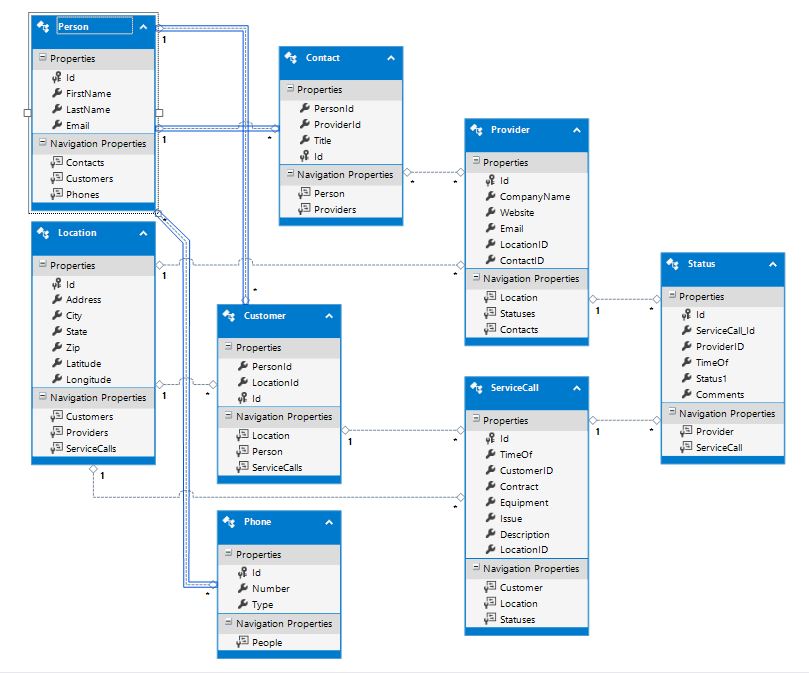 Person
Properties
Id
FirstName
LastName
Email
Navigation Properties
Contacts
Customers
Phones
1
1
*
Contact
Properties
PersonId
ProviderId
Title
Id
Navigation Properties
Person
Providers
*
*
*
Provider
Properties
Id
CompanyName
Website
Email
LocationID
ContactID
Navigation Properties
Location
Statuses
Contacts
*
1
Location
Properties
Id
Address
City
State
Zip
Latitude
Longitude
Navigation Properties
Customers
Providers
ServiceCalls
1
1
1
Customer
Properties
PersonId
LocationId
Id
Navigation Properties
Location
Person
ServiceCalls
*
*
1
Status
Properties
Id
ServiceCall_Id
ProviderID
TimeOf
Status1
Comments
Navigation Properties
Provider
ServiceCall
*
*
ServiceCall
Properties
Id
TimeOf
CustomerID
Contract
Equipment
Issue
Description
LocationID
Navigation Properties
Customer
Location
Statuses
*
*
1
Phone
Properties
Id
Number
Type
Navigation Properties
People
*